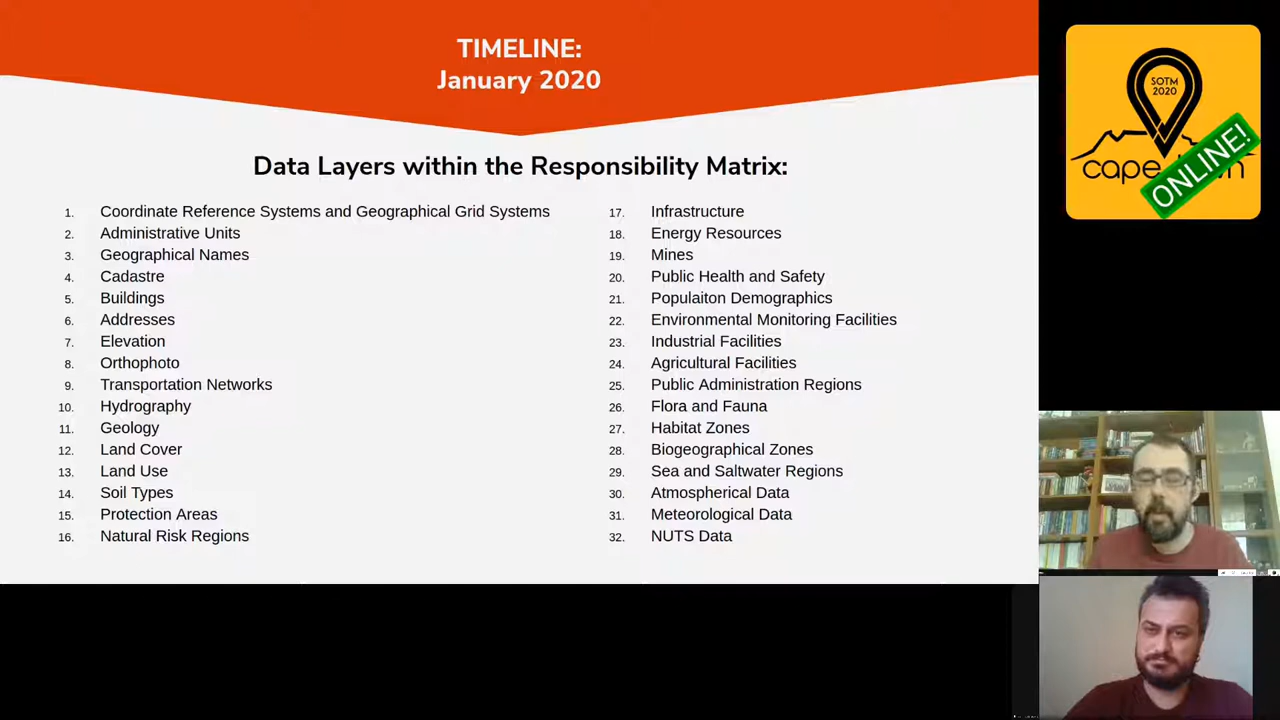 TIMELINE:
January 2020
Data Layers within the Responsibility Matrix:
1. Coordinate Reference Systems and Geographical Grid Systems
2. Administrative Units
3. Geographical Names
4. Cadastre
5. Buildings
6. Addresses
7. Elevation
8. Orthophoto
9. Transportation Networks
10. Hydrography
11. Geology
12. Land Cover
13. Land Use
14. Soil Types
15. Protection Areas
16. Natural Risk Regions
17. Infrastructure
18. Energy Resources
19. Mines
20. Public Health and Safety
21. Populaiton Demographics
22. Environmental Monitoring Facilities
23. Industrial Facilities
24. Agricultural Facilities
25. Public Administration Regions
26. Flora and Fauna
27. Habitat Zones
28. Biogeographical Zones
29. Sea and Saltwater Regions
30. Atmospherical Data
31. Meteorological Data
32. NUTS Data
SOTM
2020
cape
ONLINE!